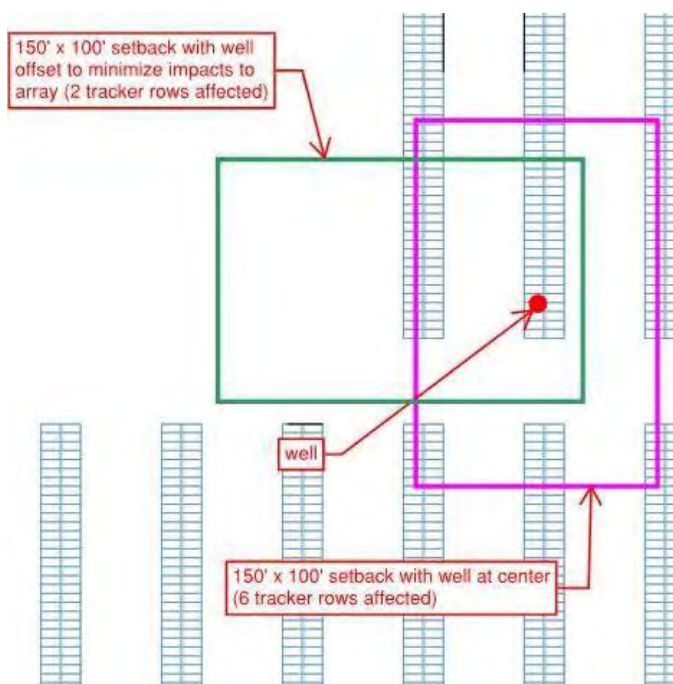 150' x 100' setback with well
offset to minimize impacts to
array (2 tracker rows affected)
well
150' x 100' setback with well at center
(6 tracker rows affected)